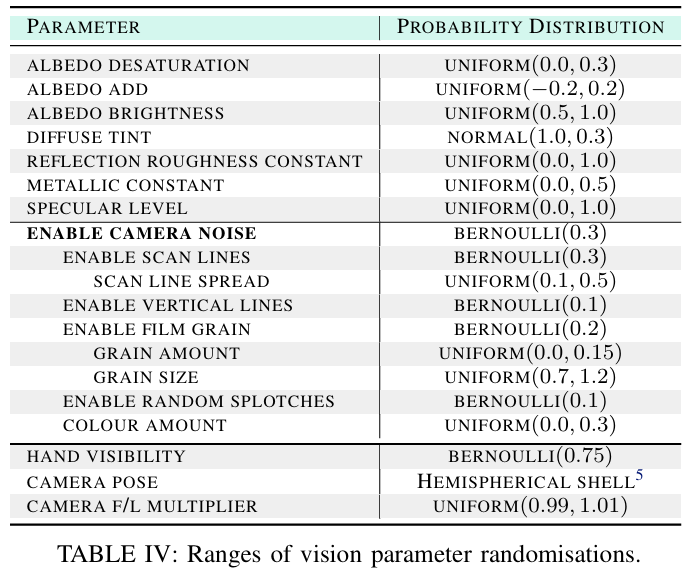 PARAMETER PROBABILITY DISTRIBUTION
ALBEDO DESATURATION UNIFORM(0.0, 0.3)
ALBEDO ADD UNIFORM(−0.2, 0.2)
ALBEDO BRIGHTNESS UNIFORM(0.5, 1.0)
DIFFUSE TINT NORMAL(1.0, 0.3)
REFLECTION ROUGHNESS CONSTANT UNIFORM(0.0, 1.0)
METALLIC CONSTANT UNIFORM(0.0, 0.5)
SPECULAR LEVEL UNIFORM(0.0, 1.0)
ENABLE CAMERA NOISE BERNOULLI(0.3)
ENABLE SCAN LINES BERNOULLI(0.3)
SCAN LINE SPREAD UNIFORM(0.1, 0.5)
ENABLE VERTICAL LINES BERNOULLI(0.1)
ENABLE FILM GRAIN BERNOULLI(0.2)
GRAIN AMOUNT UNIFORM(0.0, 0.15)
GRAIN SIZE UNIFORM(0.7, 1.2)
ENABLE RANDOM SPLOTCHES BERNOULLI(0.1)
COLOUR AMOUNT UNIFORM(0.0, 0.3)
HAND VISIBILITY BERNOULLI(0.75)
CAMERA POSE HEMISPHERICAL SHELL⁵
CAMERA F/L MULTIPLIER UNIFORM(0.99, 1.01)
TABLE IV: Ranges of vision parameter randomisations.